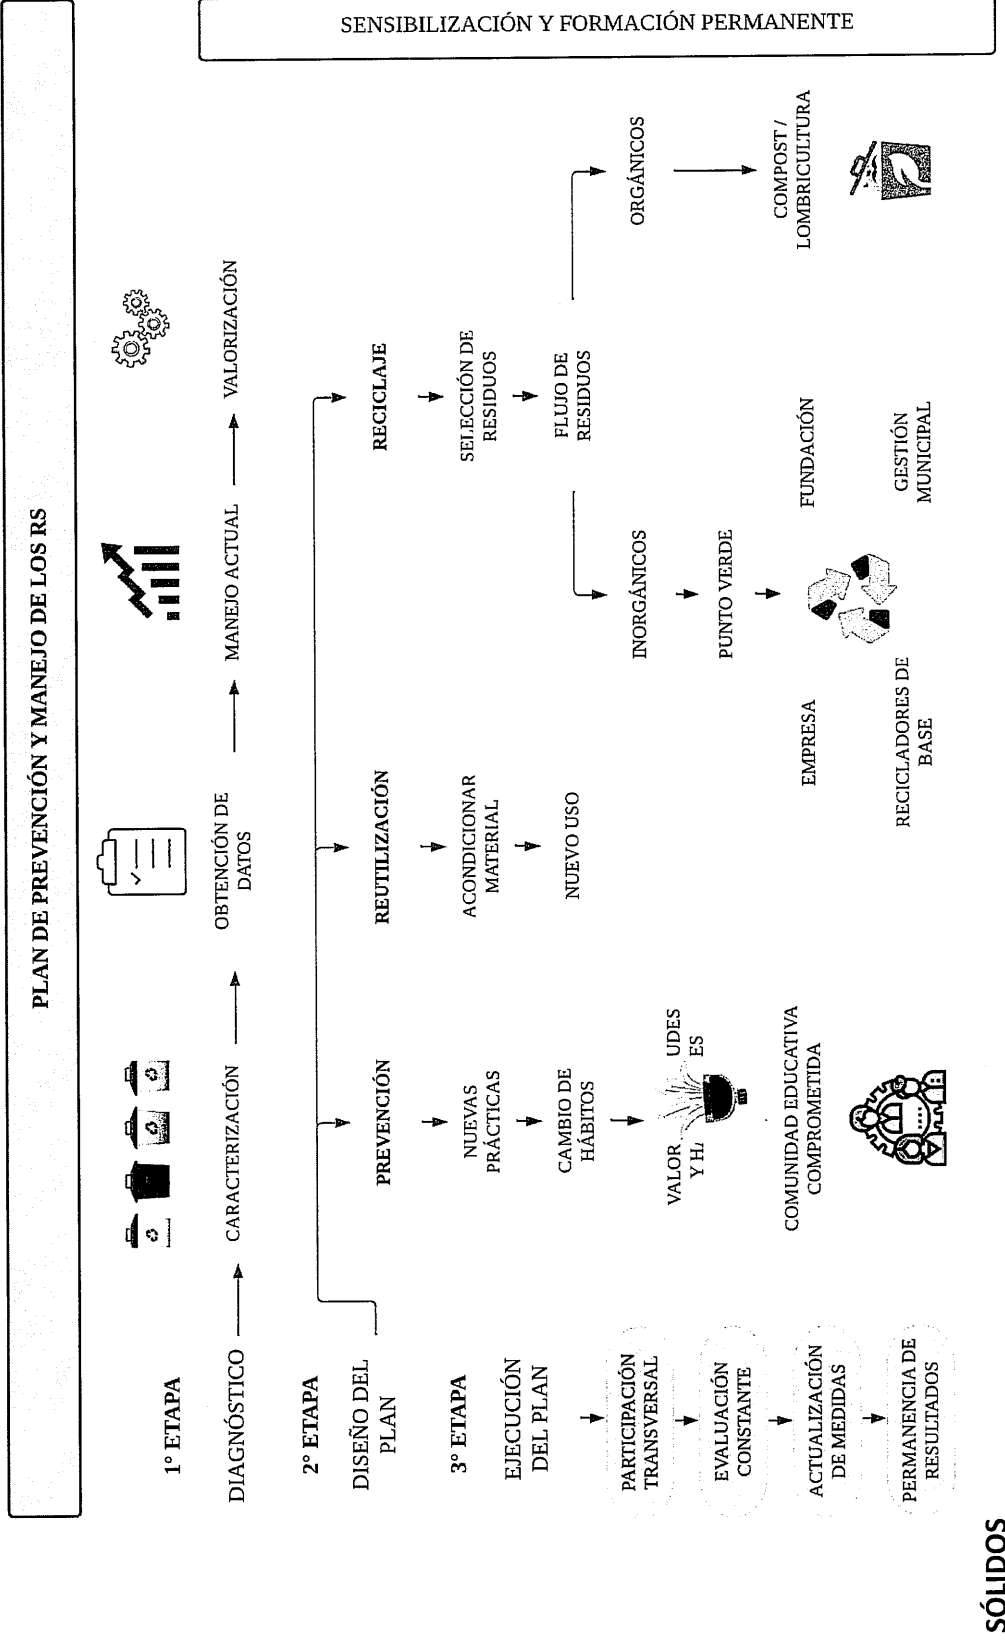 PLAN DE PREVENCIÓN Y MANEJO DE LOS RS
SENSIBILIZACIÓN Y FORMACIÓN PERMANENTE
1° ETAPA
DIAGNÓSTICO
CARACTERIZACIÓN
OBTENCIÓN DE
DATOS
MANEJO ACTUAL
VALORIZACIÓN
2° ETAPA
DISEÑO DEL
PLAN
PREVENCIÓN
REUTILIZACIÓN
RECICLAJE
3° ETAPA
EJECUCIÓN
DEL PLAN
NUEVAS
PRÁCTICAS
ACONDICIONAR
MATERIAL
SELECCIÓN DE
RESIDUOS
CAMBIO DE
HÁBITOS
NUEVO USO
FLUJO DE
RESIDUOS
PARTICIPACIÓN
TRANSVERSAL
VALOR UDES
Y HA ES
INORGÁNICOS
ORGÁNICOS
EVALUACIÓN
CONSTANTE
PUNTO VERDE
COMPOST /
LOMBRICULTURA
ACTUALIZACIÓN
DE MEDIDAS
COMUNIDAD EDUCATIVA
COMPROMETIDA
EMPRESA
FUNDACIÓN
PERMANENCIA DE
RESULTADOS
RECICLADORES DE
BASE
GESTIÓN
MUNICIPAL
SÓLIDOS